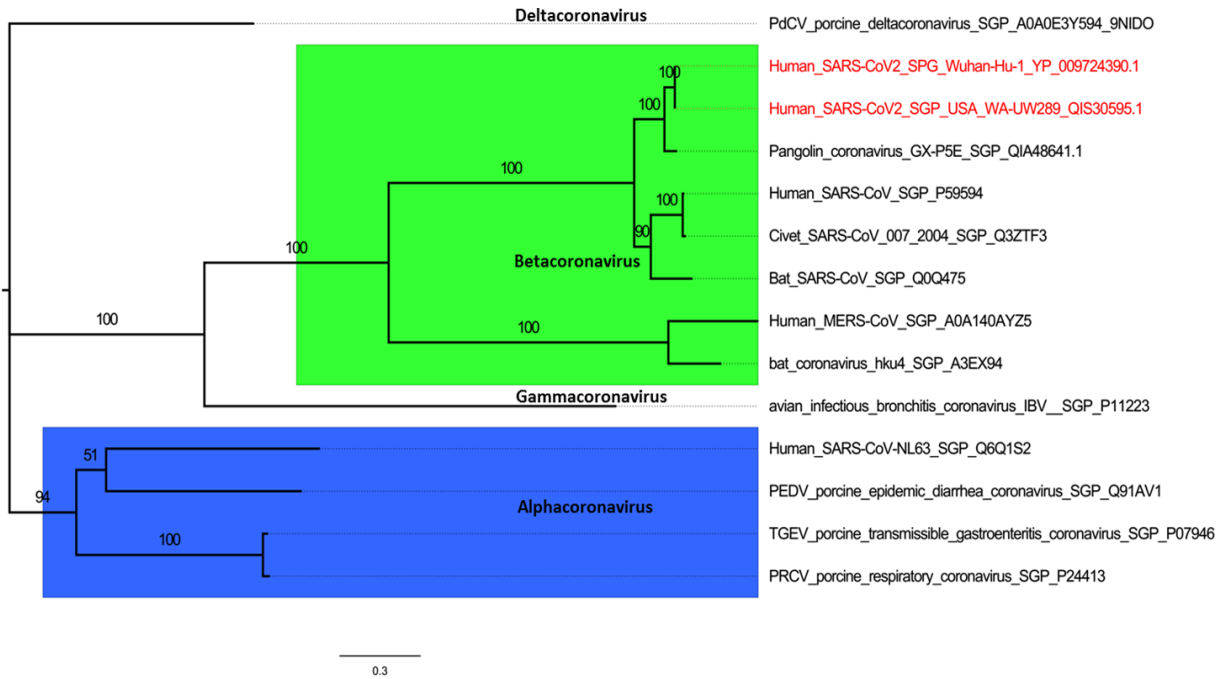 Deltacoronavirus
PdCV_porcine_deltacoronavirus_SGP_A0A0E3Y594_9NIDO
100
Human_SARS-CoV2_SPG_Wuhan-Hu-1_YP_009724390.1
100
Human_SARS-CoV2_SGP_USA_WA-UW289_QIS30595.1
Pangolin_coronavirus_GX-P5E_SGP_QIA48641.1
100
100
Human_SARS-CoV_SGP_P59594
90
Civet_SARS-CoV_007_2004_SGP_Q3ZTF3
100
Betacoronavirus
Bat_SARS-CoV_SGP_Q0Q475
100
100
Human_MERS-CoV_SGP_A0A140AYZ5
bat_coronavirus_hku4_SGP_A3EX94
Gammacoronavirus
avian_infectious_bronchitis_coronavirus_IBV__SGP_P11223
51
Human_SARS-CoV-NL63_SGP_Q6Q1S2
94
PEDV_porcine_epidemic_diarrhea_coronavirus_SGP_Q91AV1
Alphacoronavirus
100
TGEV_porcine_transmissible_gastroenteritis_coronavirus_SGP_P07946
PRCV_porcine_respiratory_coronavirus_SGP_P24413
0.3